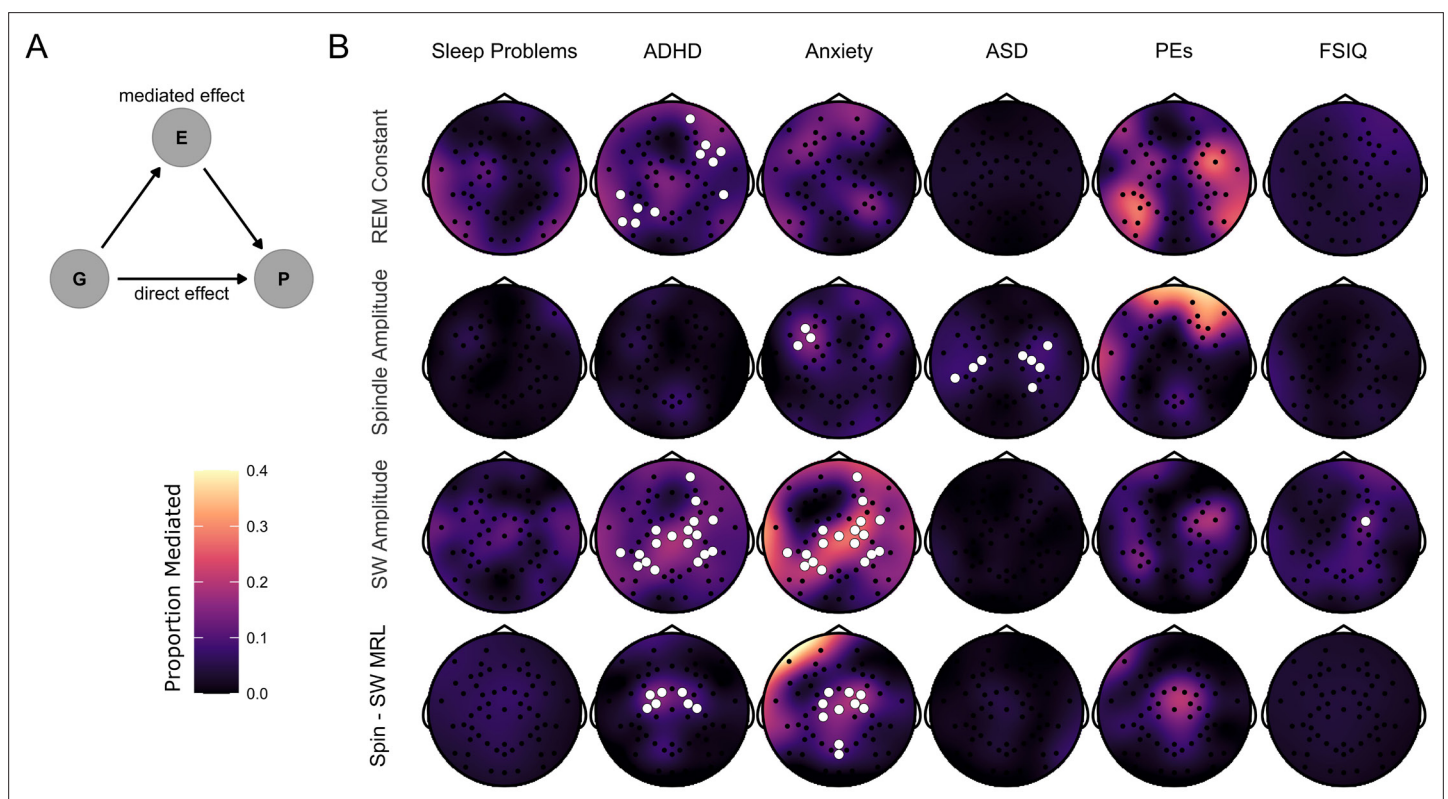 A
mediated effect
E
G
P
direct effect
Proportion Mediated
0.4
0.3
0.2
0.1
0.0
B
Sleep Problems ADHD Anxiety ASD PEs FSIQ
REM Constant
Spindle Amplitude
SW Amplitude
Spin - SW MRL